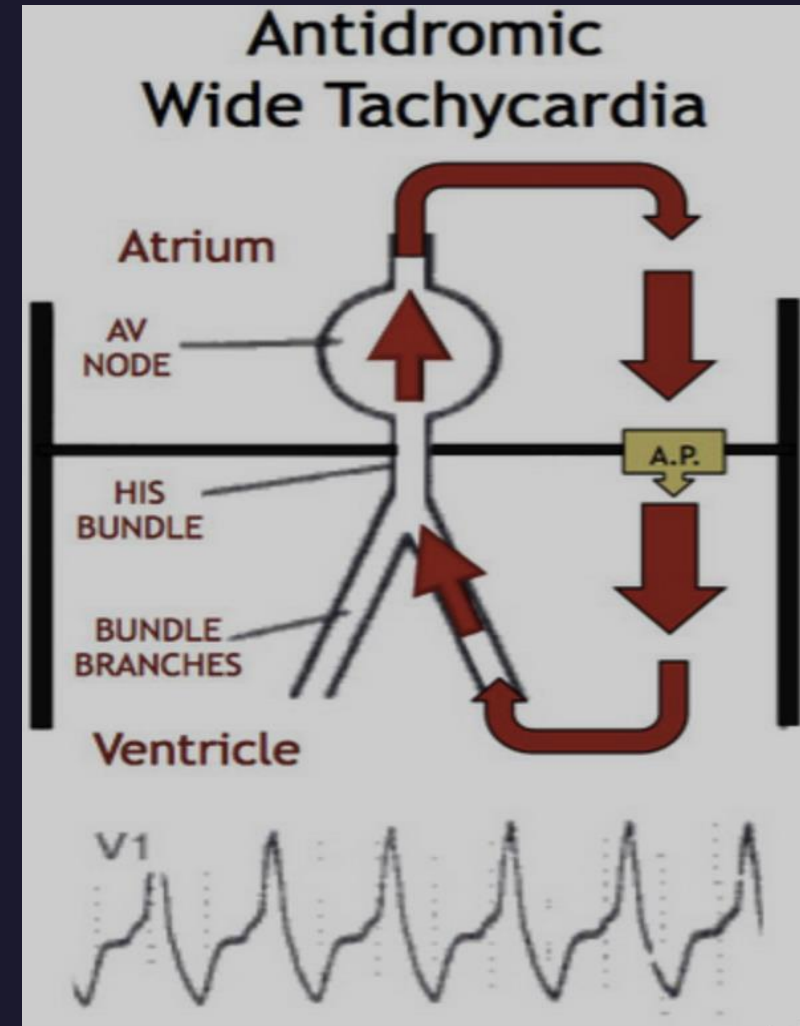 Antidromic
Wide Tachycardia
Atrium
AV
NODE
A.P.
HIS
BUNDLE
BUNDLE
BRANCHES
Ventricle
V1